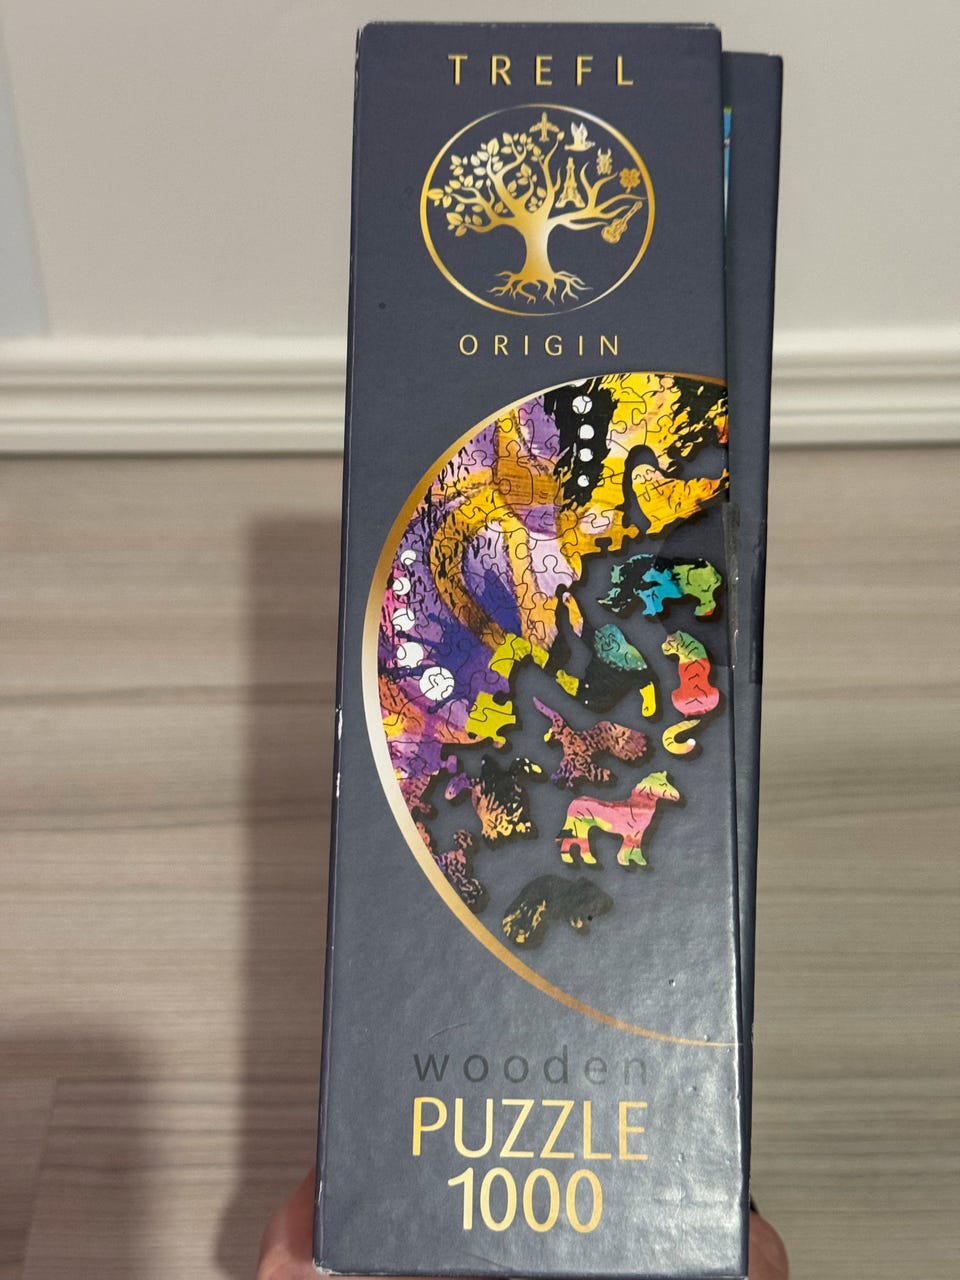 TREFL
ORIGIN
wooden
PUZZLE
1000